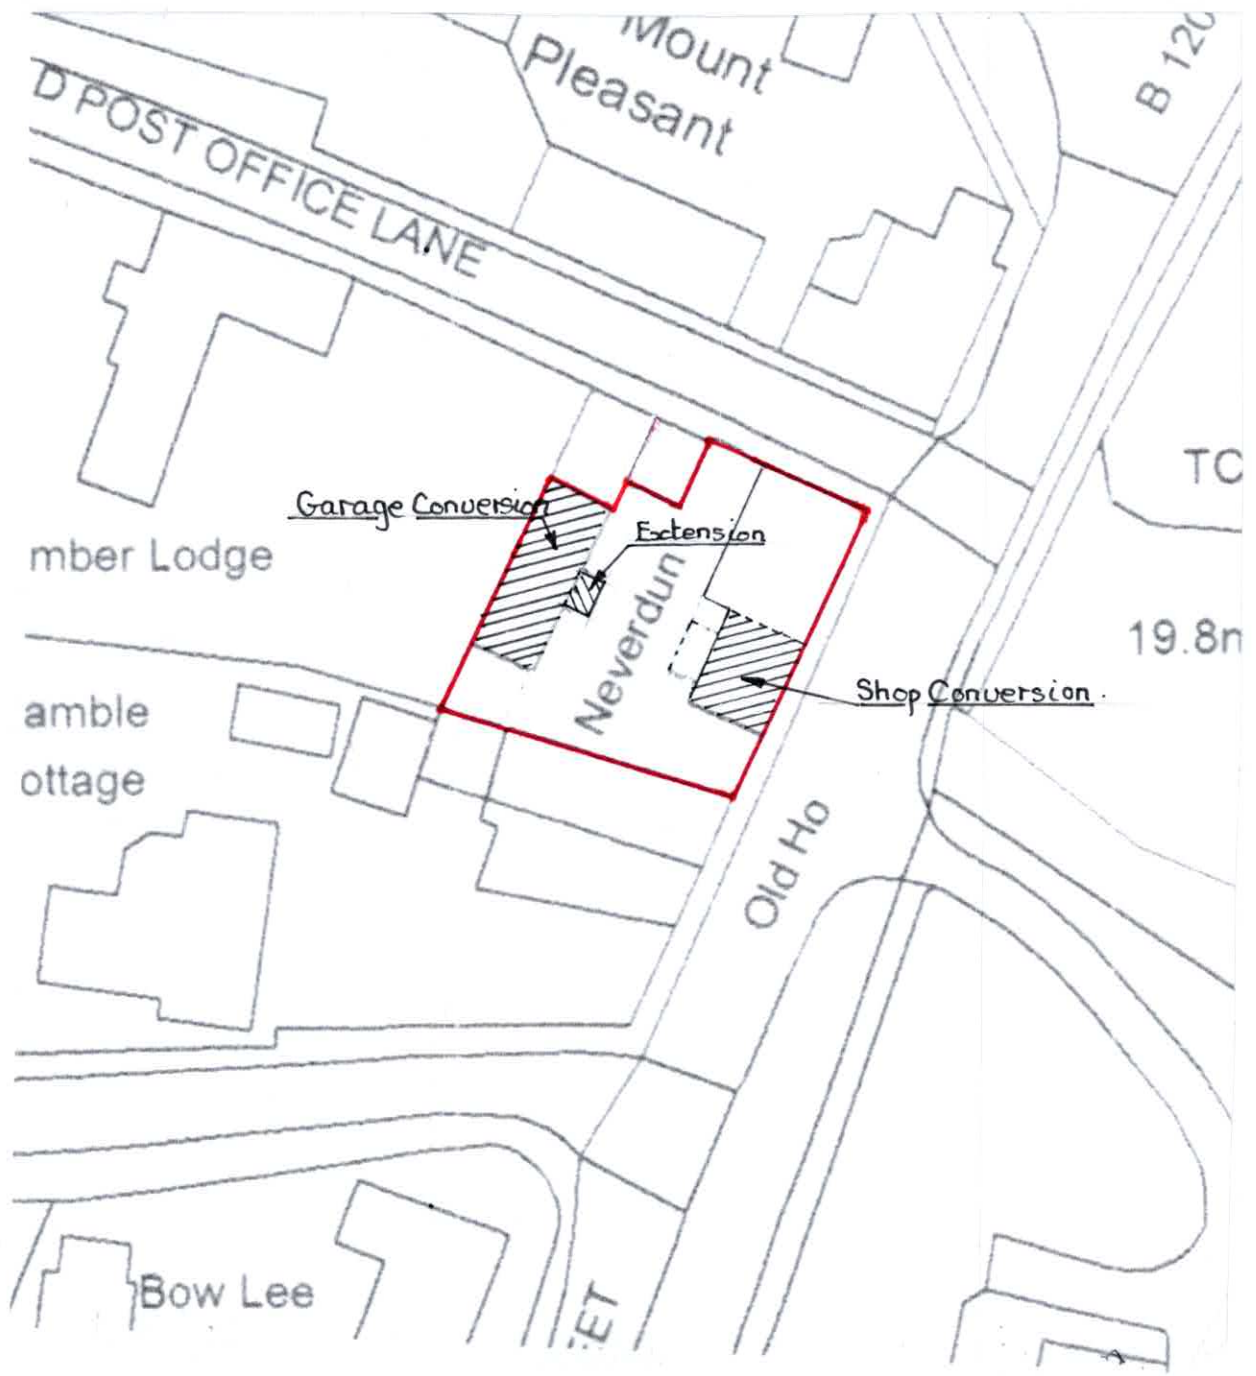 Mount
Pleasant
B 120
D POST OFFICE LANE
TC
Garage Conversion
Extension
mber Lodge
Neverdun
19.8m
Shop Conversion.
amble
ottage
Old Ho
Bow Lee
EET